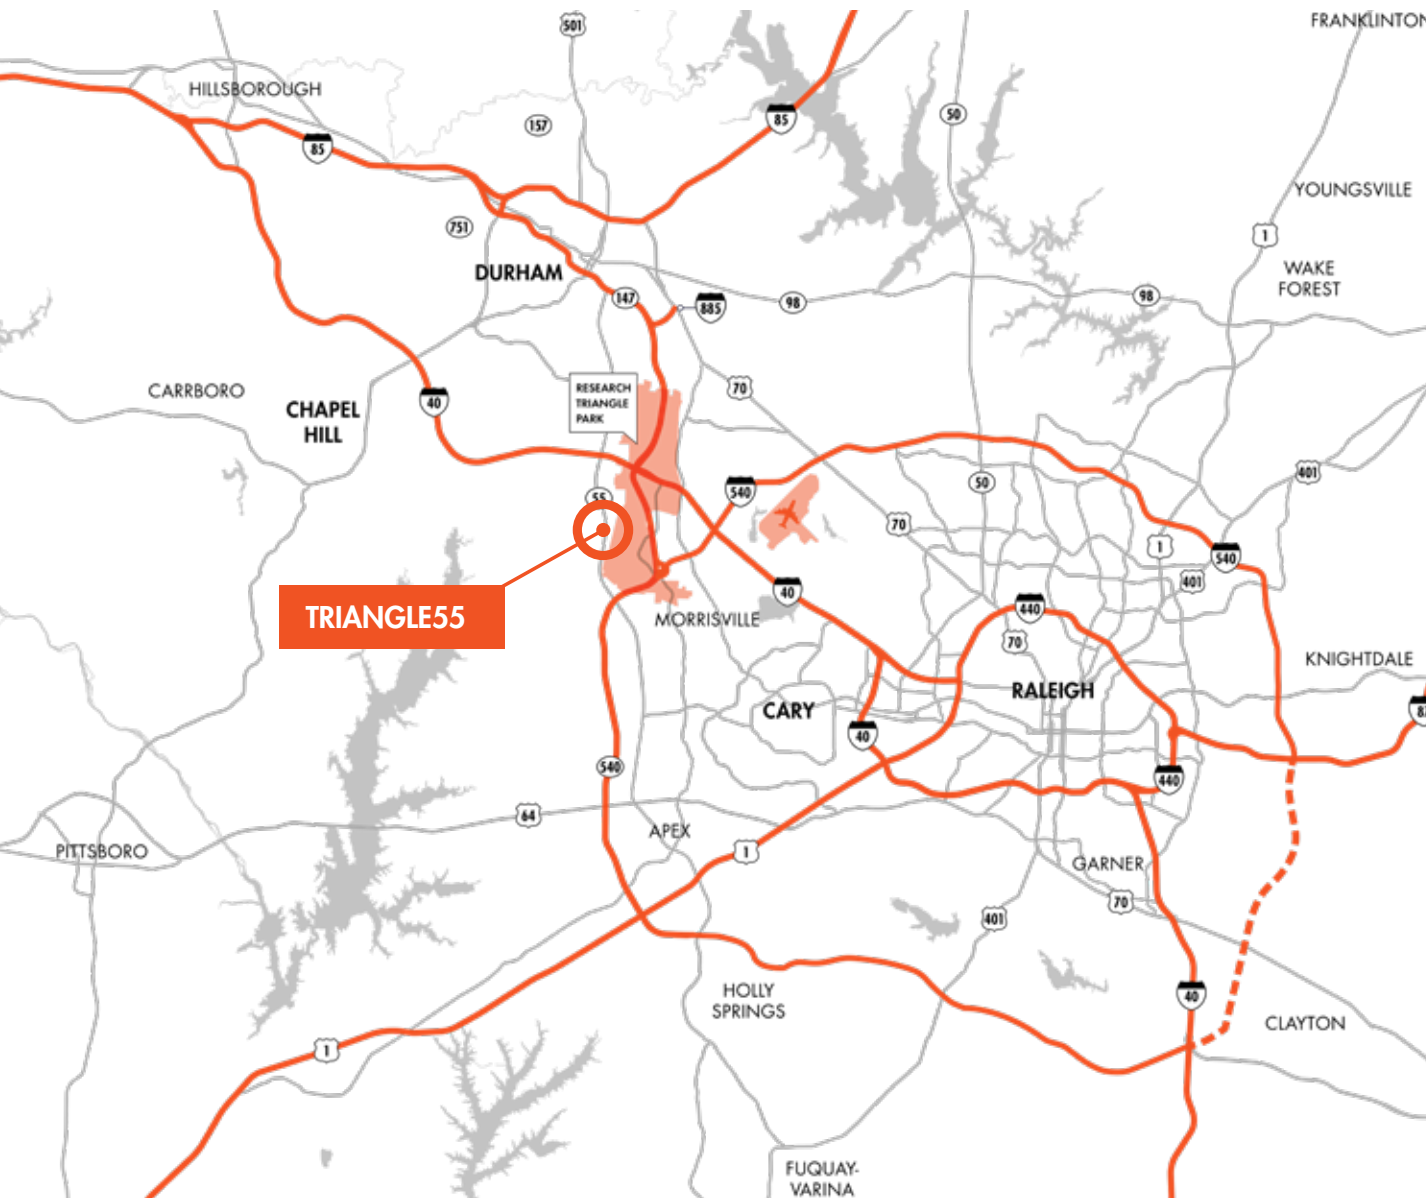 501
FRANKLINTON
HILLSBOROUGH
85
50
157
85
YOUNGSVILLE
751
1
DURHAM
WAKE
FOREST
147
885
98
98
RESEARCH
TRIANGLE
PARK
70
CARRBORO
40
CHAPEL
HILL
401
50
540
55
70
1
540
401
TRIANGLE55
40
440
MORRISVILLE
70
KNIGHTDALE
RALEIGH
CARY
40
540
440
64
APEX
PITTSBORO
1
GARNER
70
401
40
HOLLY
SPRINGS
CLAYTON
1
FUQUAY-
VARINA